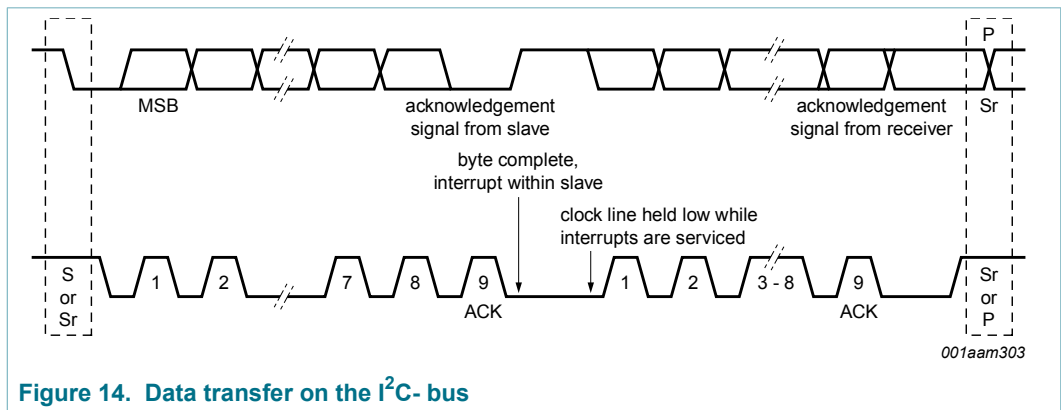 P
MSB
acknowledgement
signal from slave
acknowledgement
signal from receiver
Sr
byte complete,
interrupt within slave
clock line held low while
interrupts are serviced
S
or
Sr
1
2
7
8
9
ACK
1
2
3 - 8
9
ACK
Sr
or
P
001aam303
Figure 14. Data transfer on the I²C- bus